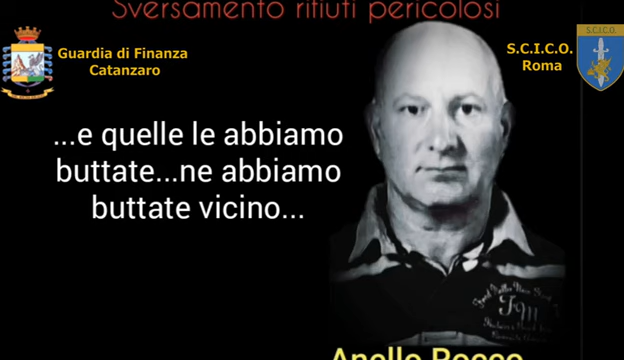 Sversamento rifiuti pericolosi
Guardia di Finanza
Catanzaro
S.C.I.C.O.
Roma
S.C.I.C.O.
...e quelle le abbiamo
buttate...ne abbiamo
buttate vicino...
Anello Rocco